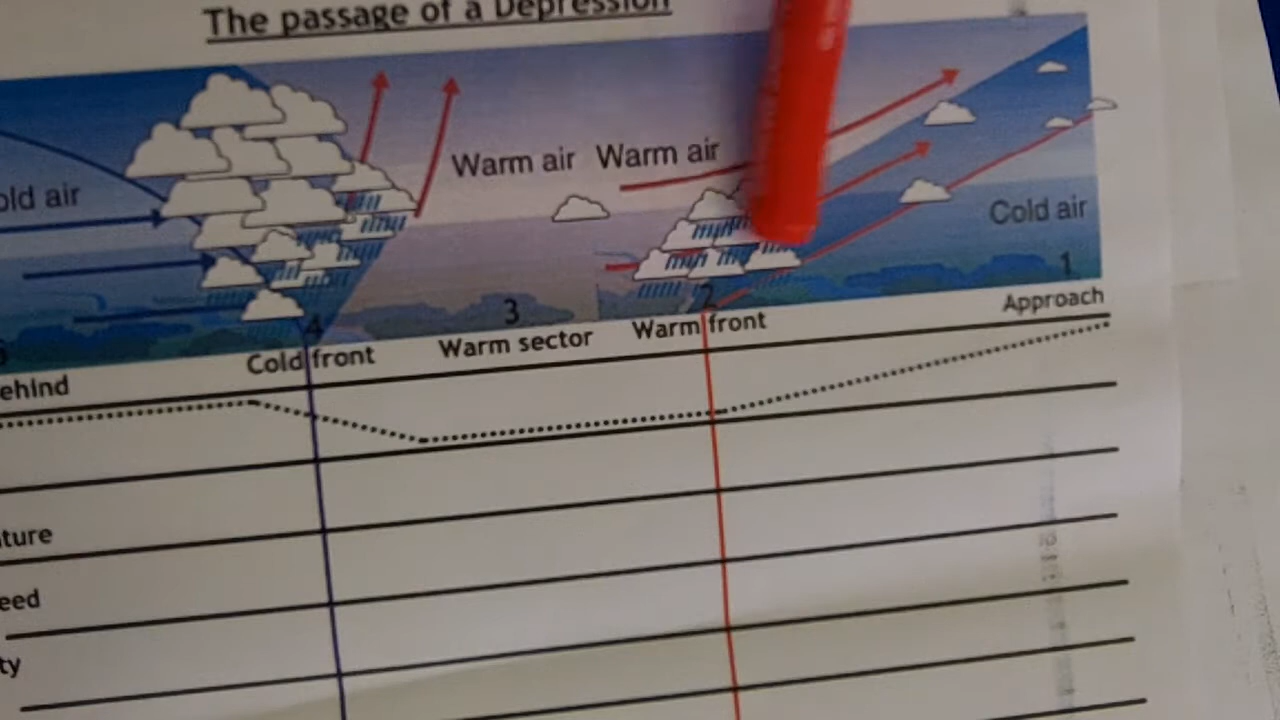 The passage of a Depression
Warm air Warm air
old air
Cold air
1
2
3
4
Approach
Warm front
Warm sector
Cold front
ehind
ture
eed
ty